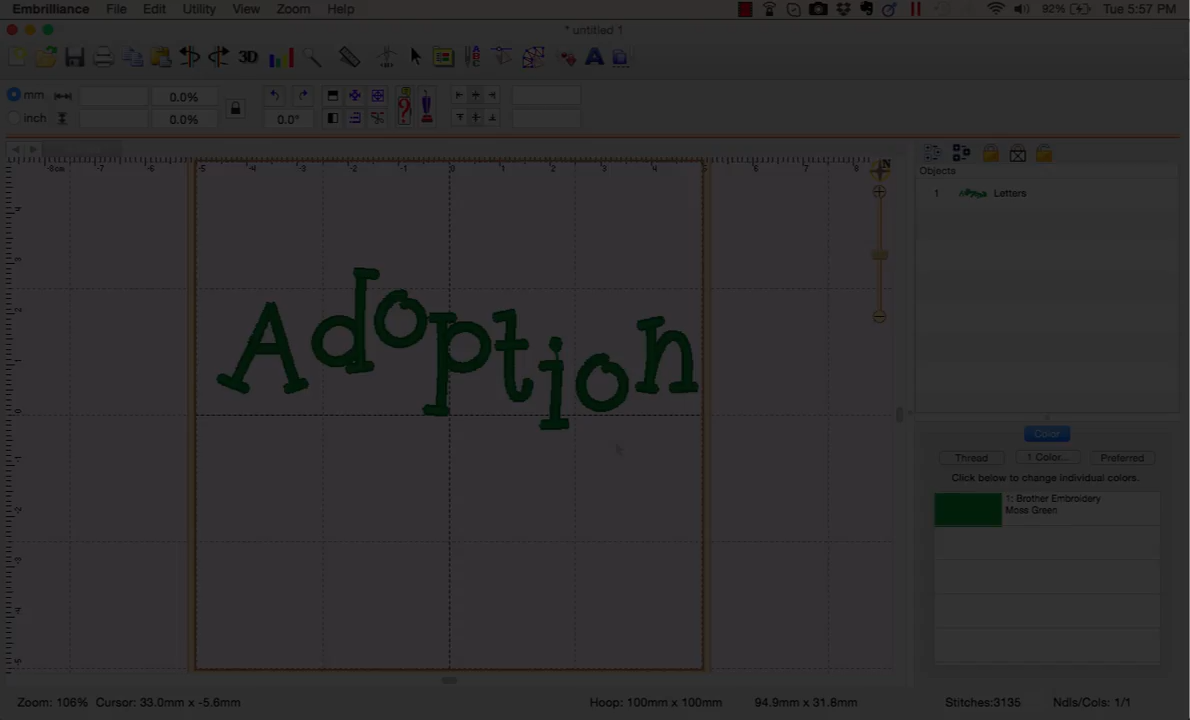 Embrilliance File Edit Utility View Zoom Help 92% Tue 5:57 PM
* untitled 1
3D
mm 0.0%
inch 0.0% 0.0°
N
Objects
1 Letters
Adoption
Color
Thread 1 Color... Preferred
Click below to change individual colors.
1: Brother Embroidery
Moss Green
Zoom: 106% Cursor: 33.0mm x -5.6mm Hoop: 100mm x 100mm 94.9mm x 31.8mm Stitches:3135 Ndls/Cols: 1/1